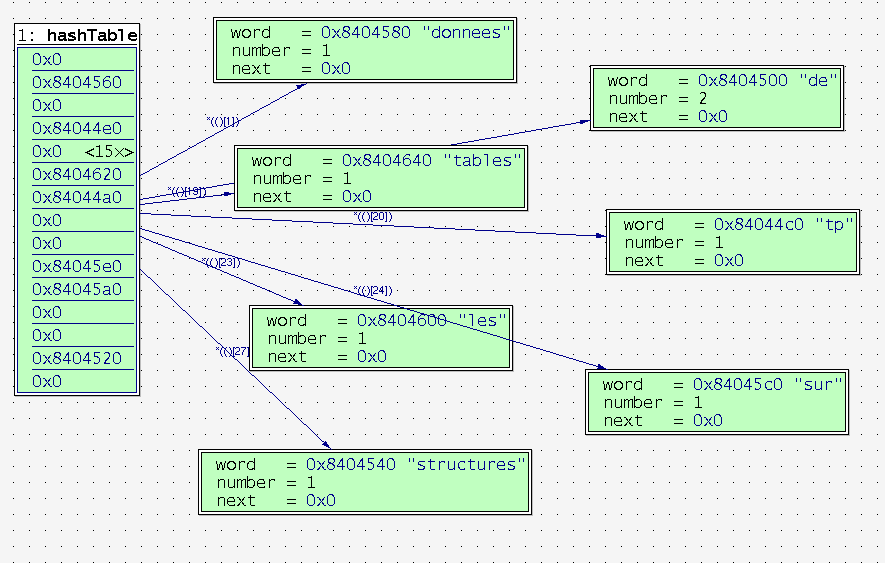 1: hashTable
0x0
0x8404560
0x0
0x84044e0
0x0 <15×>
0x8404620
0x84044a0
0x0
0x0
0x84045e0
0x84045a0
0x0
0x0
0x8404520
0x0
word = 0x8404580 "donnees"
number = 1
next = 0x0
word = 0x8404500 "de"
number = 2
next = 0x0
*(()[1])
word = 0x8404640 "tables"
number = 1
next = 0x0
*(()[19])
*(()[20])
word = 0x84044c0 "tp"
number = 1
next = 0x0
*(()[23])
*(()[24])
word = 0x8404600 "les"
number = 1
next = 0x0
*(()[27]
word = 0x84045c0 "sur"
number = 1
next = 0x0
word = 0x8404540 "structures"
number = 1
next = 0x0